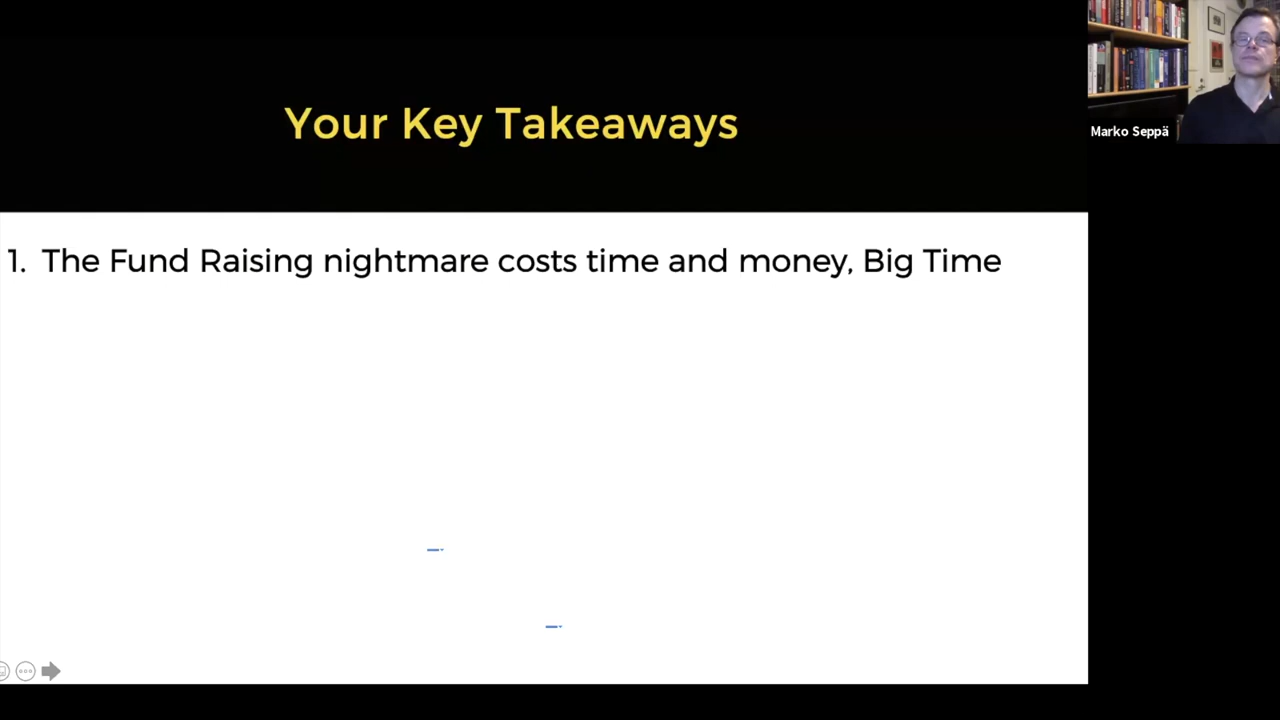 Your Key Takeaways
Marko Seppä
1. The Fund Raising nightmare costs time and money, Big Time